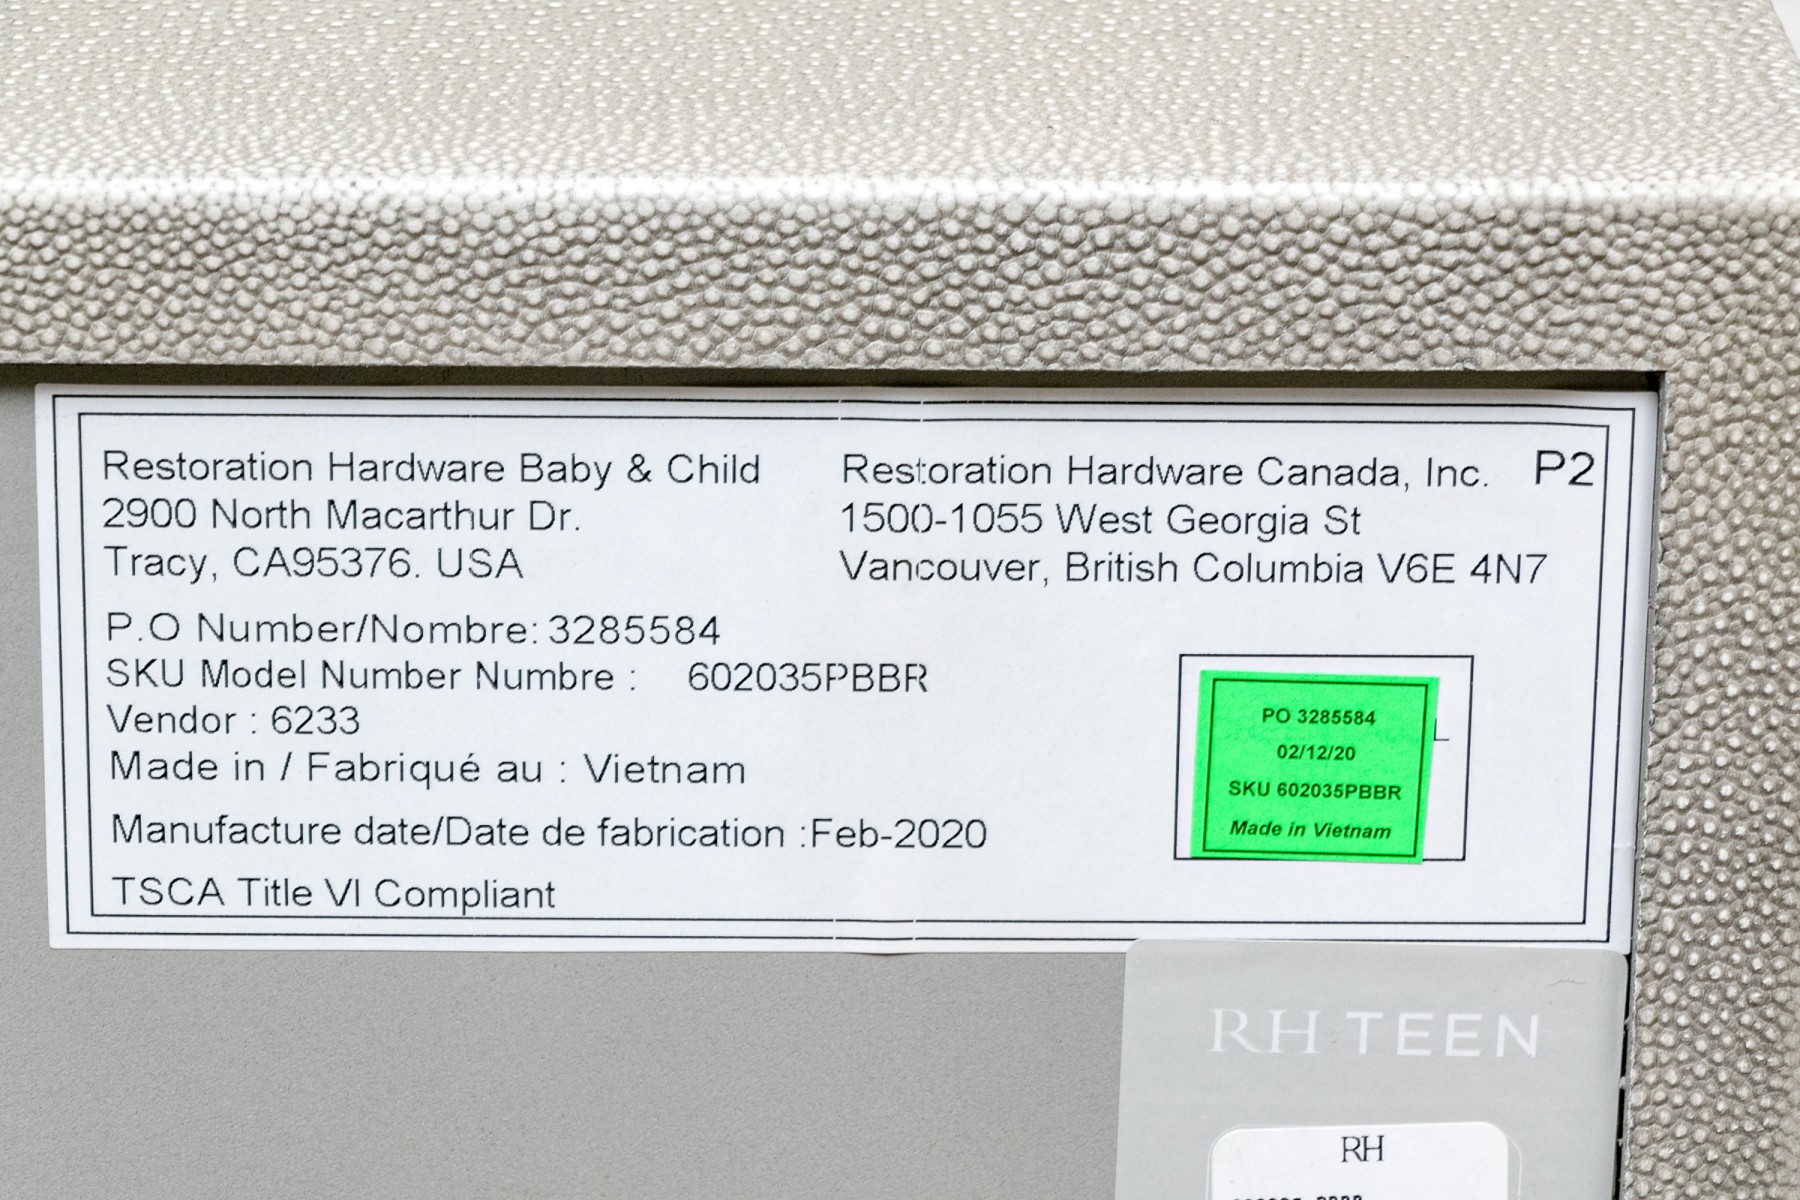 Restoration Hardware Baby & Child
2900 North Macarthur Dr.
Tracy, CA95376. USA
Restoration Hardware Canada, Inc.
1500-1055 West Georgia St
Vancouver, British Columbia V6E 4N7
P2
P.O Number/Nombre: 3285584
SKU Model Number Numbre : 602035PBBR
Vendor : 6233
Made in / Fabriqué au : Vietnam
Manufacture date/Date de fabrication :Feb-2020
TSCA Title VI Compliant
PO 3285584
02/12/20
SKU 602035PBBR
Made in Vietnam
RH TEEN
RH